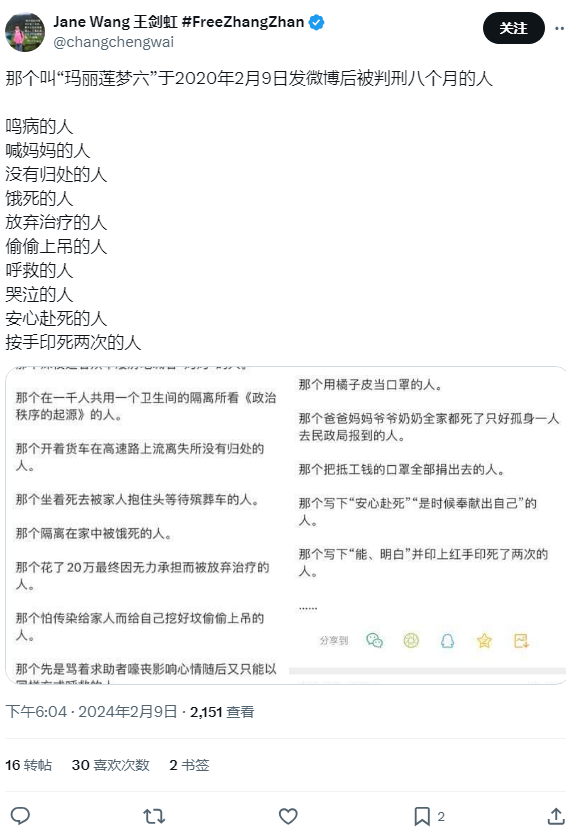 Jane Wang 王剑虹 #FreeZhangZhan
@changchengwai
关注
那个叫“玛丽莲梦六”于2020年2月9日发微博后被判刑八个月的人
鸣病的人
喊妈妈的人
没有归处的人
饿死的人
放弃治疗的人
偷偷上吊的人
呼救的人
哭泣的人
安心赴死的人
按手印死两次的人
那个在一千人共用一个卫生间的隔离所看《政治
秩序的起源》的人。
那个开着货车在高速路上流离失所没有归处的
人。
那个坐着死去被家人抱住头等待殡葬车的人。
那个隔离在家中被饿死的人。
那个花了20万最终因无力承担而被放弃治疗的
人。
那个怕传染给家人而给自己挖好坟偷偷上吊的
人。
那个先是骂着求助者嚎丧影响心情随后又只能以
那个用橘子皮当口罩的人。
那个爸爸妈妈爷爷奶奶全家都死了只好孤身一人
去民政局报到的人。
那个把抵工钱的口罩全部捐出去的人。
那个写下“安心赴死”“是时候奉献出自己”的
人。
那个写下“能、明白”并印上红手印死了两次的
人。
......
分享到
下午6:04 · 2024年2月9日 · 2,151 查看
16 转帖 30 喜欢次数 2 书签
2